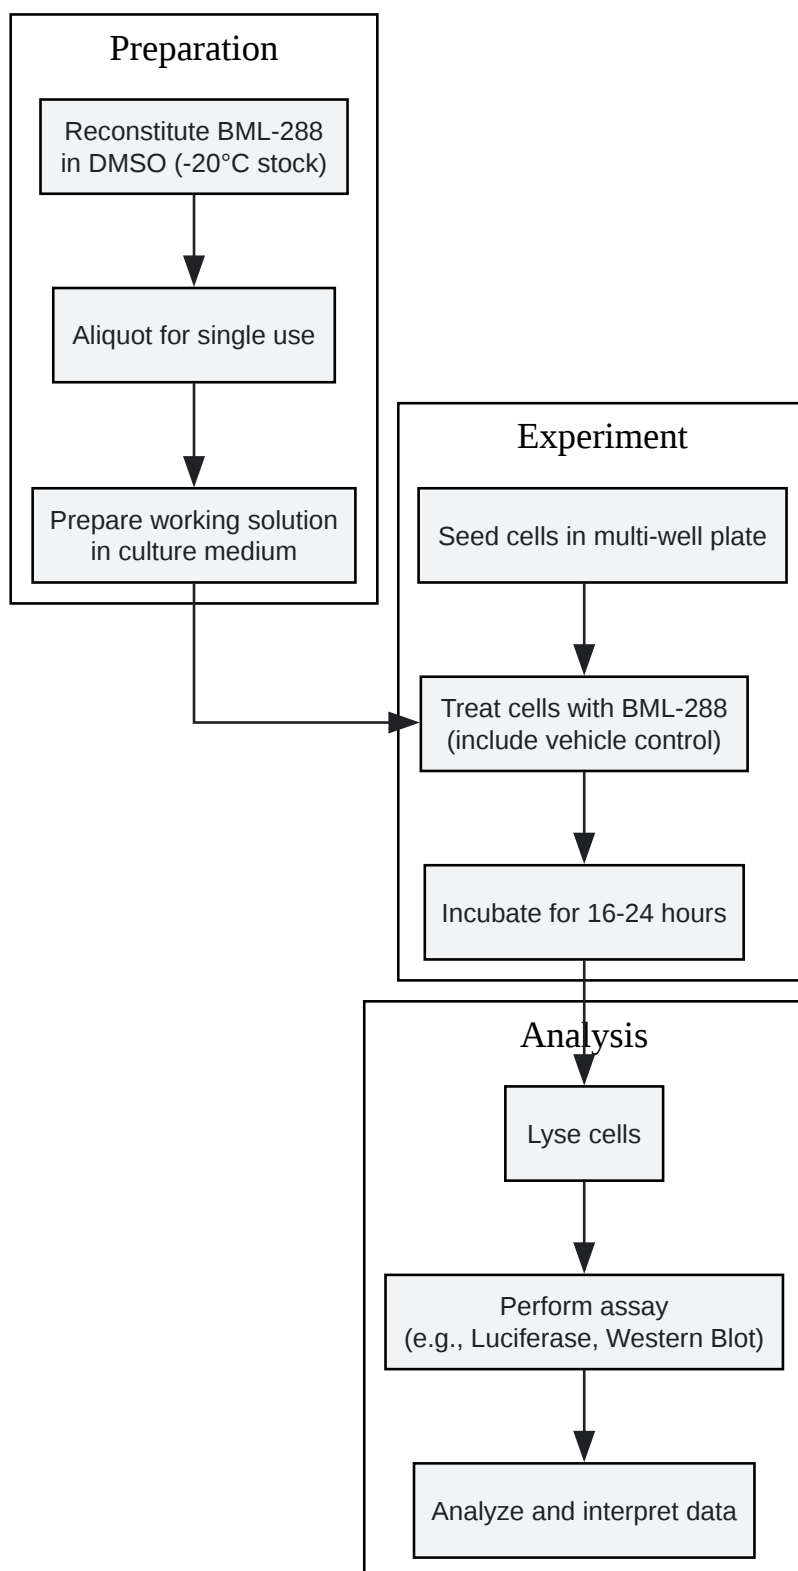 Preparation
Reconstitute BML-288
in DMSO (-20°C stock)
Aliquot for single use
Prepare working solution
in culture medium
Experiment
Seed cells in multi-well plate
Treat cells with BML-288
(include vehicle control)
Incubate for 16-24 hours
Analysis
Lyse cells
Perform assay
(e.g., Luciferase, Western Blot)
Analyze and interpret data